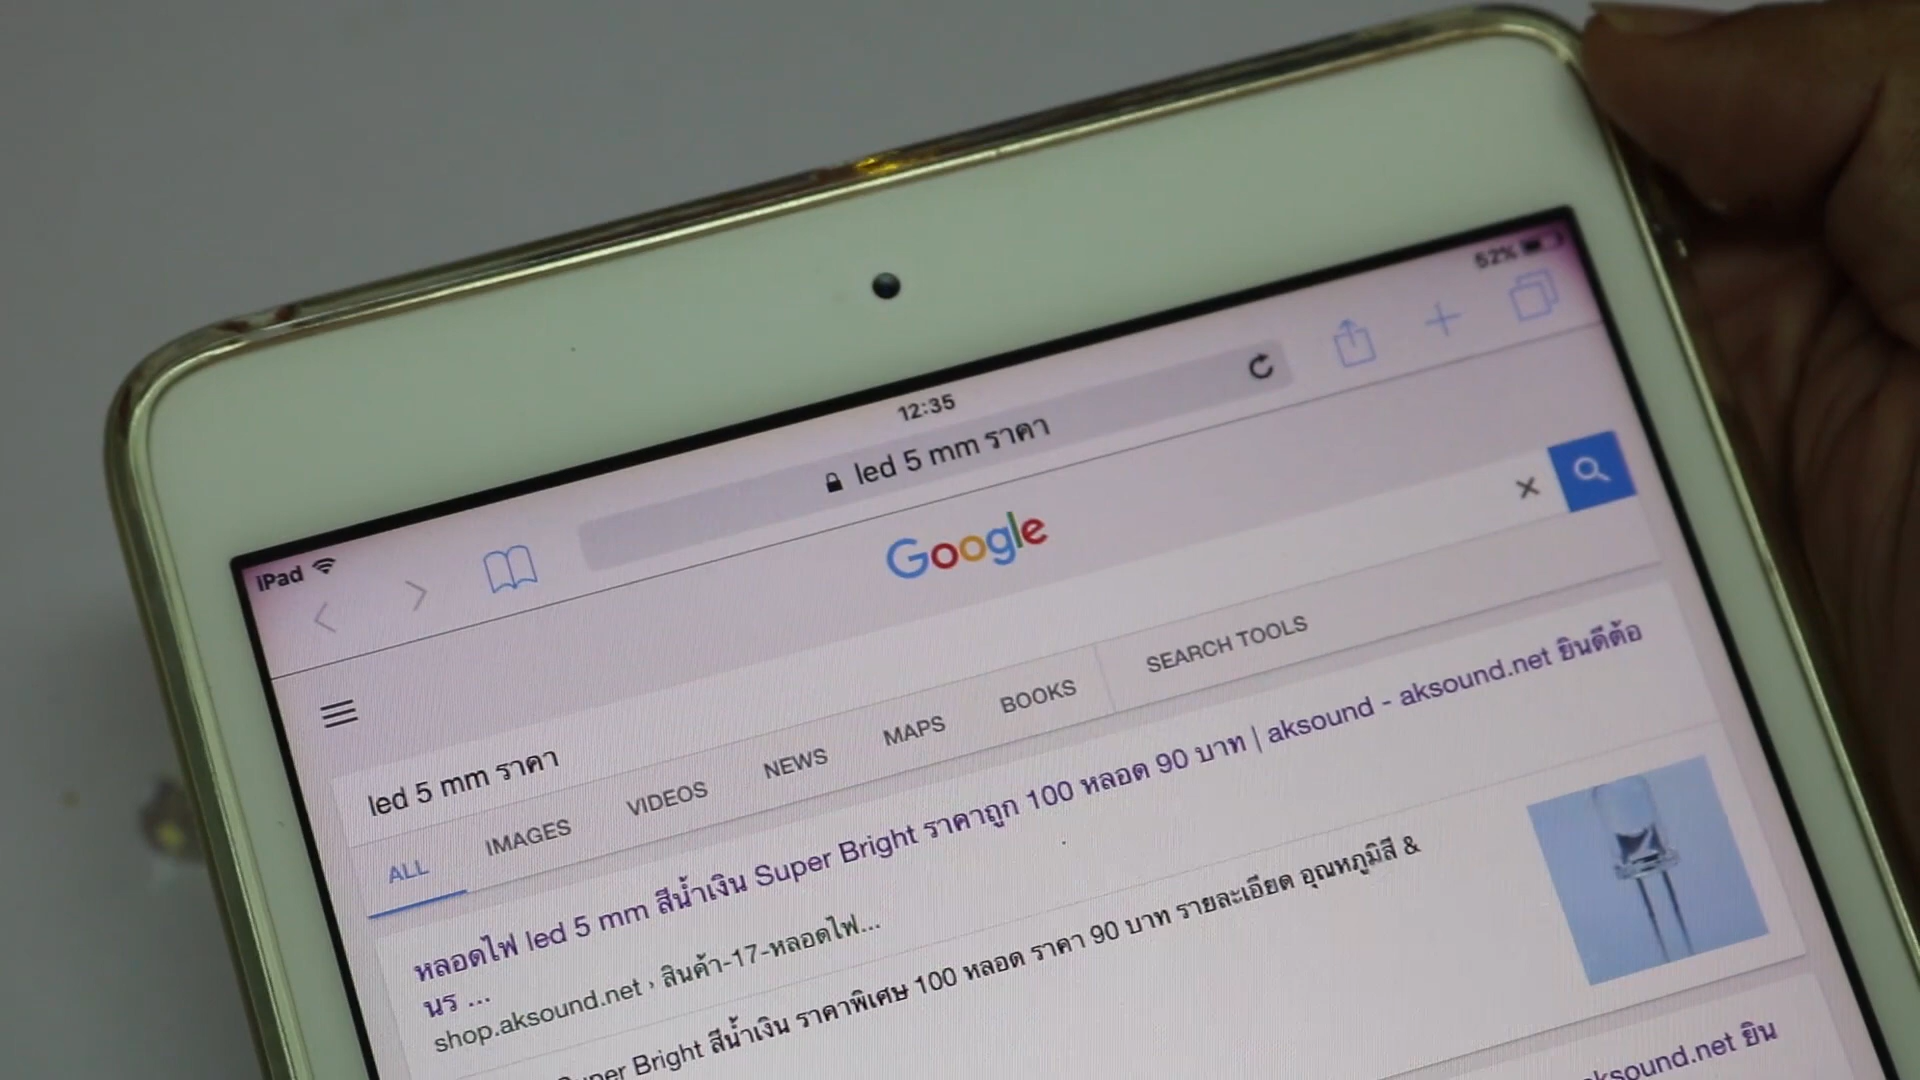 iPad
12:35
52%
led 5 mm ราคา
Google
led 5 mm ราคา
ALL IMAGES VIDEOS NEWS MAPS BOOKS SEARCH TOOLS
หลอดไฟ led 5 mm สีน้ำเงิน Super Bright ราคาถูก 100 หลอด 90 บาท | aksound - aksound.net ยินดีต้อ
นร ...
shop.aksound.net › สินค้า-17-หลอดไฟ...
Super Bright สีน้ำเงิน ราคาพิเศษ 100 หลอด ราคา 90 บาท รายละเอียด อุณหภูมิสี &
aksound.net ยิน